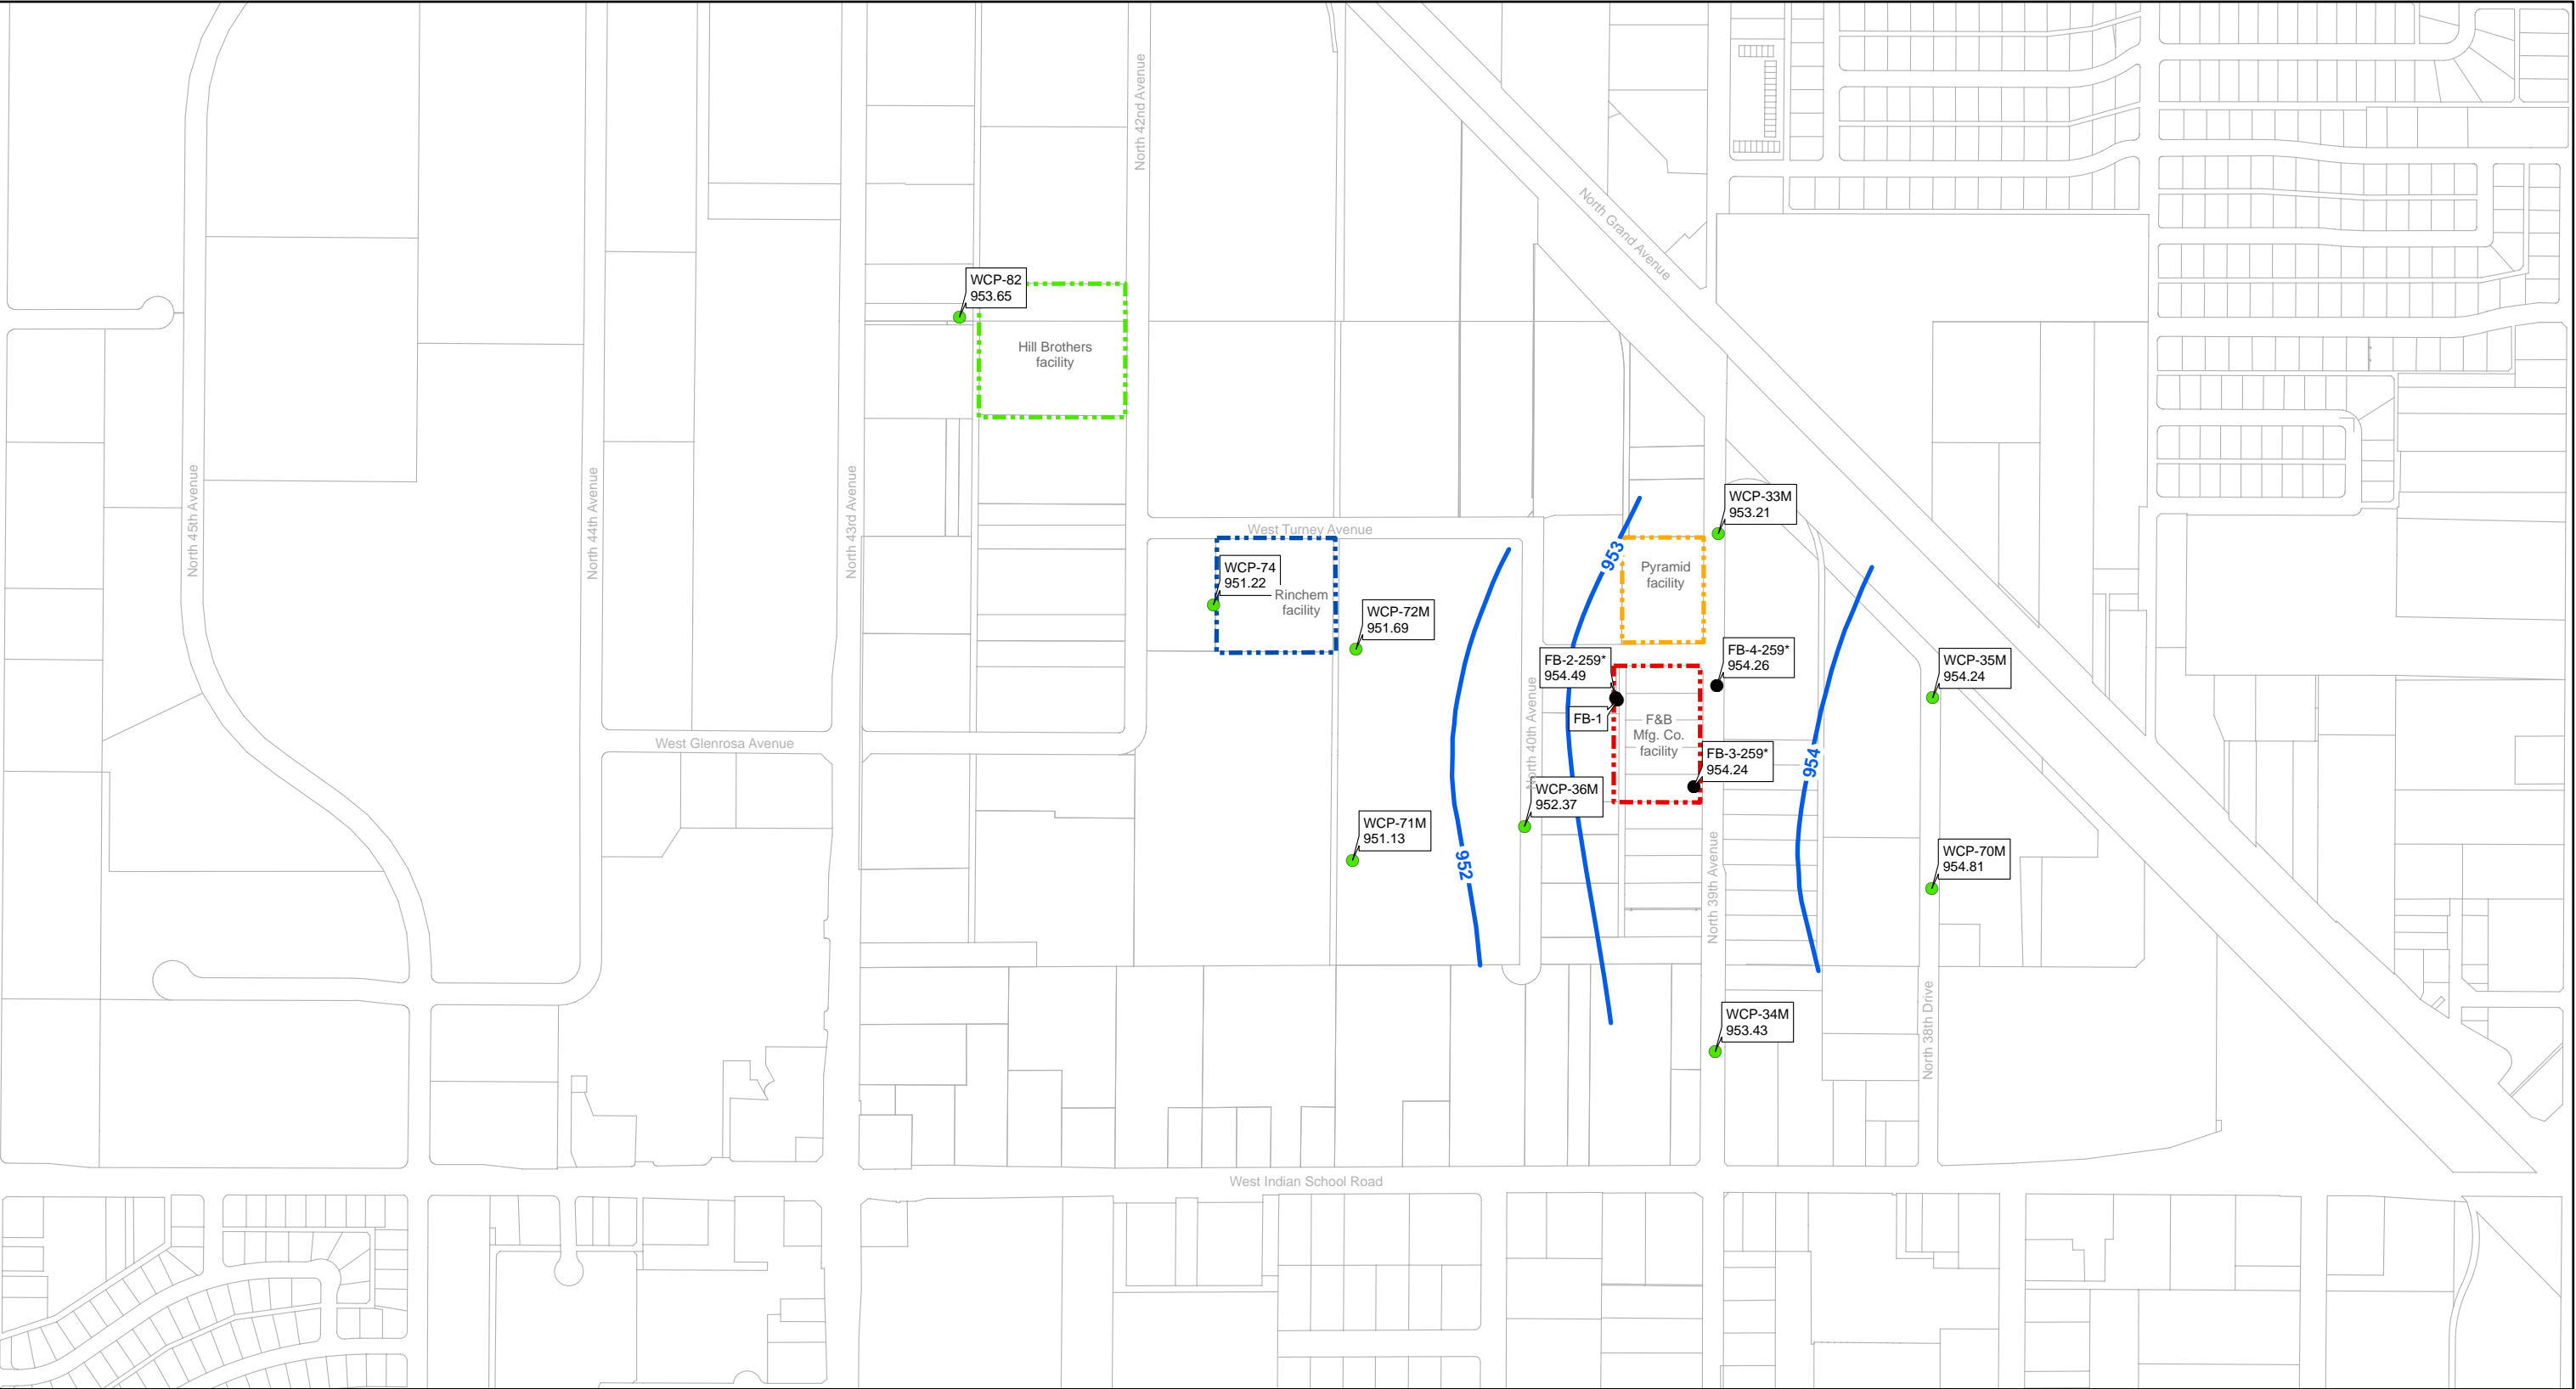 North 42nd Avenue
North Grand Avenue
WCP-82
953.65
Hill Brothers
facility
North 45th Avenue
North 44th Avenue
North 43rd Avenue
WCP-33M
953.21
West Turney Avenue
953
WCP-74
951.22
Rinchem
facility
Pyramid
facility
WCP-72M
951.69
FB-2-259*
954.49
FB-4-259*
954.26
WCP-35M
954.24
FB-1
F&B
Mfg. Co.
facility
North 40th Avenue
West Glenrosa Avenue
FB-3-259*
954.24
954
WCP-36M
952.37
WCP-71M
951.13
952
WCP-70M
954.81
North 39th Avenue
WCP-34M
953.43
North 38th Drive
West Indian School Road